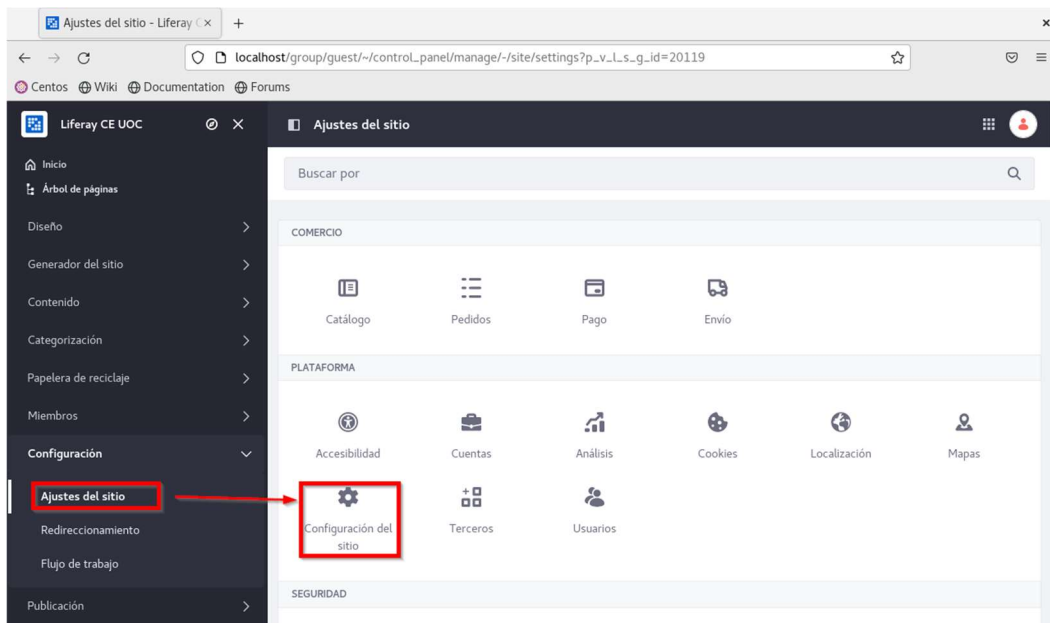 Ajustes del sitio - Liferay C
localhost/group/guest/~/control_panel/manage/-/site/settings?p_v_l_s_g_id=20119
Centos Wiki Documentation Forums
Liferay CE UOC
Ajustes del sitio
Inicio
Árbol de páginas
Diseño
Generador del sitio
Contenido
Categorización
Papelera de reciclaje
Miembros
Configuración
Ajustes del sitio
Redireccionamiento
Flujo de trabajo
Publicación
Buscar por
COMERCIO
Catálogo
Pedidos
Pago
Envío
PLATAFORMA
Accesibilidad
Cuentas
Análisis
Cookies
Localización
Mapas
Configuración del
sitio
Terceros
Usuarios
SEGURIDAD